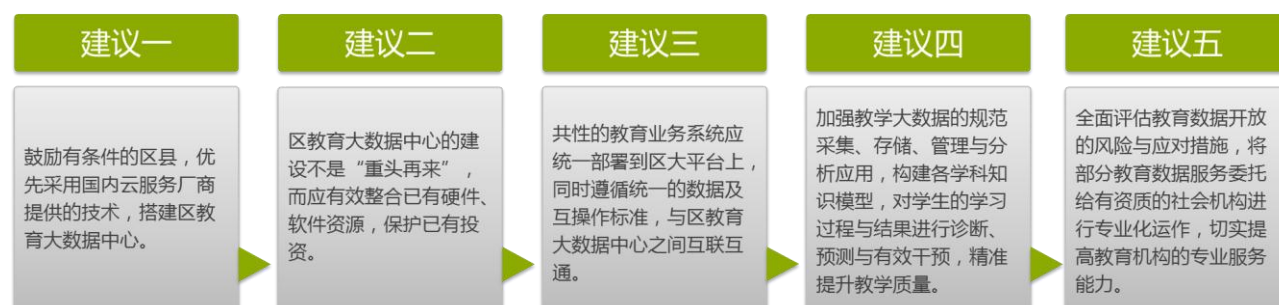 建议一
鼓励有条件的区县，优
先采用国内云服务厂商
提供的技术，搭建区教
育大数据中心。
建议二
区教育大数据中心的建
设不是“重头再来”，
而应有效整合已有硬件、
软件资源，保护已有投
资。
建议三
共性的教育业务系统应
统一部署到区大平台上，
同时遵循统一的数据及
互操作标准，与区教育
大数据中心之间互联互
通。
建议四
加强教学大数据的规范
采集、存储、管理与分
析应用，构建各学科知
识模型，对学生的学习
过程与结果进行诊断、
预测与有效干预，精准
提升教学质量。
建议五
全面评估教育数据开放
的风险与应对措施，将
部分教育数据服务委托
给有资质的社会机构进
行专业化运作，切实提
高教育机构的专业服务
能力。